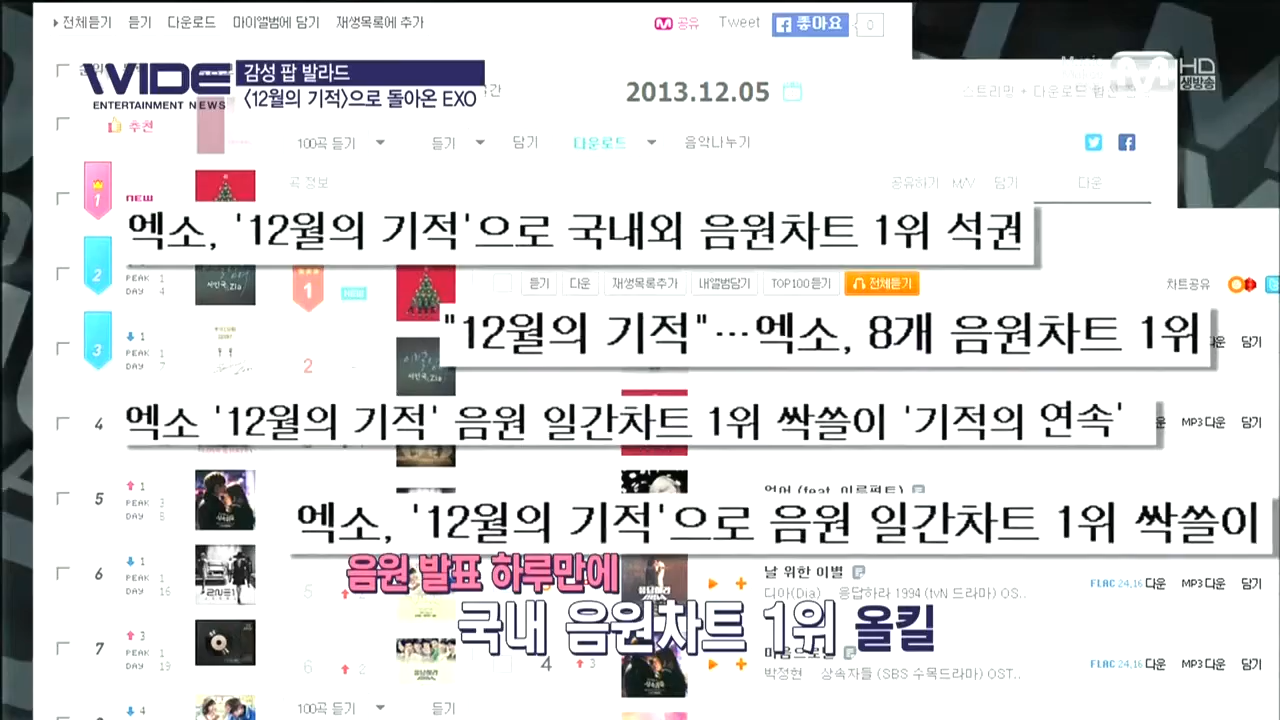 전체듣기 듣기 다운로드 마이앨범에 담기 재생목록에 추가
공유 Tweet 좋아요 0
WIDE
ENTERTAINMENT NEWS
감성 팝 발라드
<12월의 기적>으로 돌아온 EXO
2013.12.05
HD
생방송
추천
100곡 듣기 듣기 담기 다운로드 음악나누기
곡 정보 공유하기 M/V 담기 다운
1 NEW
엑소, '12월의 기적'으로 국내외 음원차트 1위 석권
2 PEAK 1
DAY 4
1
듣기 다운 재생목록추가 내앨범담기 TOP100듣기 전체듣기 차트공유
"12월의 기적"…엑소, 8개 음원차트 1위
다운 담기
3 1
PEAK 1
DAY 7
2
4
엑소 '12월의 기적' 음원 일간차트 1위 싹쓸이 '기적의 연속'
MP3다운 담기
5 1
PEAK 3
DAY 5
엑소, '12월의 기적'으로 음원 일간차트 1위 싹쓸이
음원 발표 하루만에
국내 음원차트 1위 올킬
6 1
PEAK 1
DAY 16
5
날 위한 이별
디아(Dia) 응답하라 1994 (tvN 드라마) OS..
FLAC 24,16 다운 MP3다운 담기
7 3
PEAK 1
DAY 19
6 2
4 3
박정현 상속자들 (SBS 수목드라마) OST..
FLAC 24,16 다운 MP3다운 담기
4
100곡 듣기 듣기